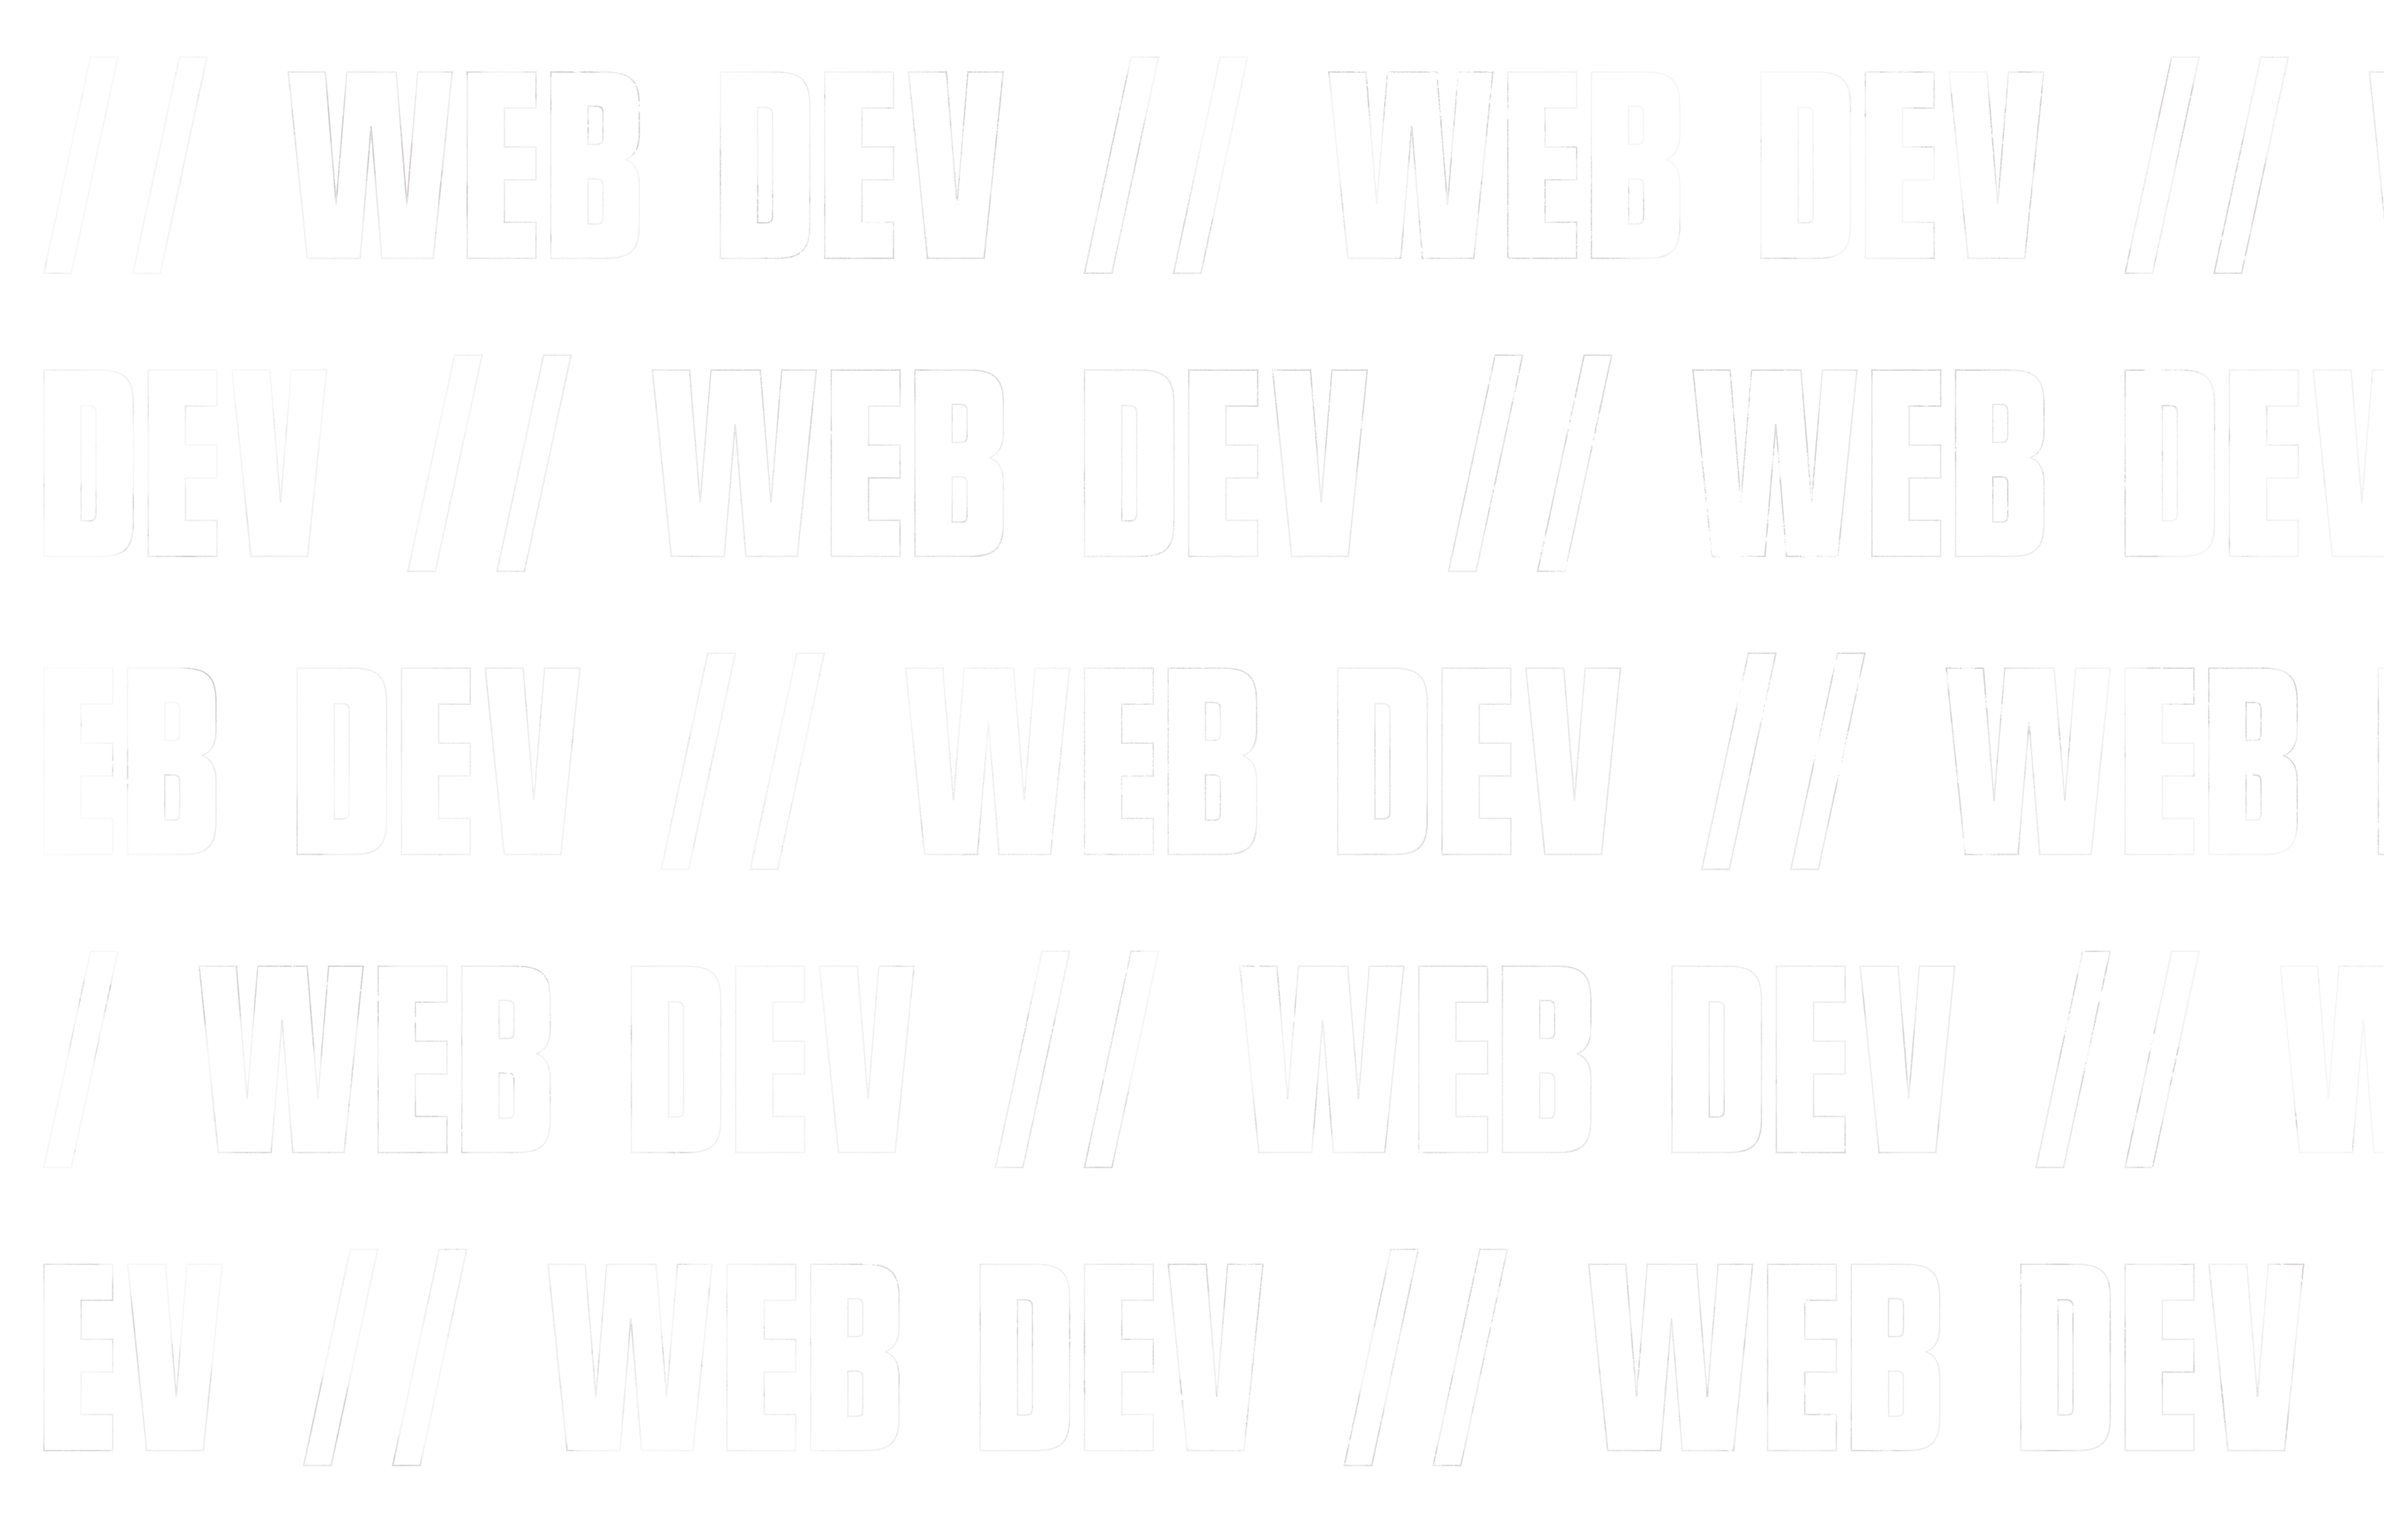 // WEB DEV // WEB DEV //
DEV // WEB DEV // WEB DEV
EB DEV // WEB DEV // WEB
/ WEB DEV // WEB DEV // W
EV // WEB DEV // WEB DEV